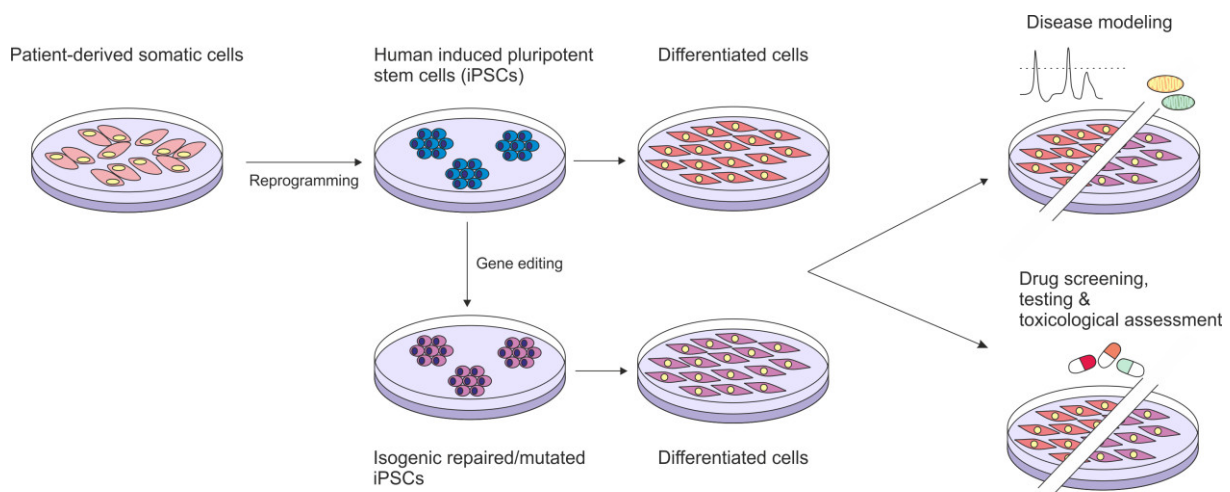 Disease modeling
Patient-derived somatic cells
Human induced pluripotent
stem cells (iPSCs)
Differentiated cells
Reprogramming
Gene editing
Drug screening,
testing &
toxicological assessment
Isogenic repaired/mutated
iPSCs
Differentiated cells